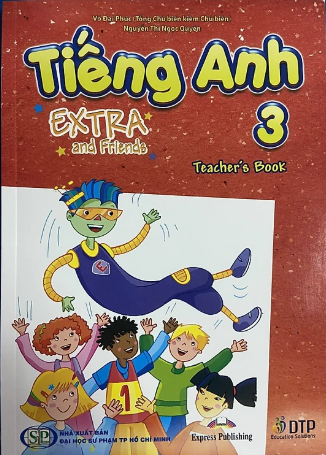 Võ Đại Phúc (Tổng Chủ biên kiêm Chủ biên)
Nguyễn Thị Ngọc Quyên
Tiếng Anh
EXTRA
and Friends
3
Teacher's Book
E
1
SP
NHÀ XUẤT BẢN
ĐẠI HỌC SƯ PHẠM TP HỒ CHÍ MINH
Express Publishing
DTP
Education Solutions